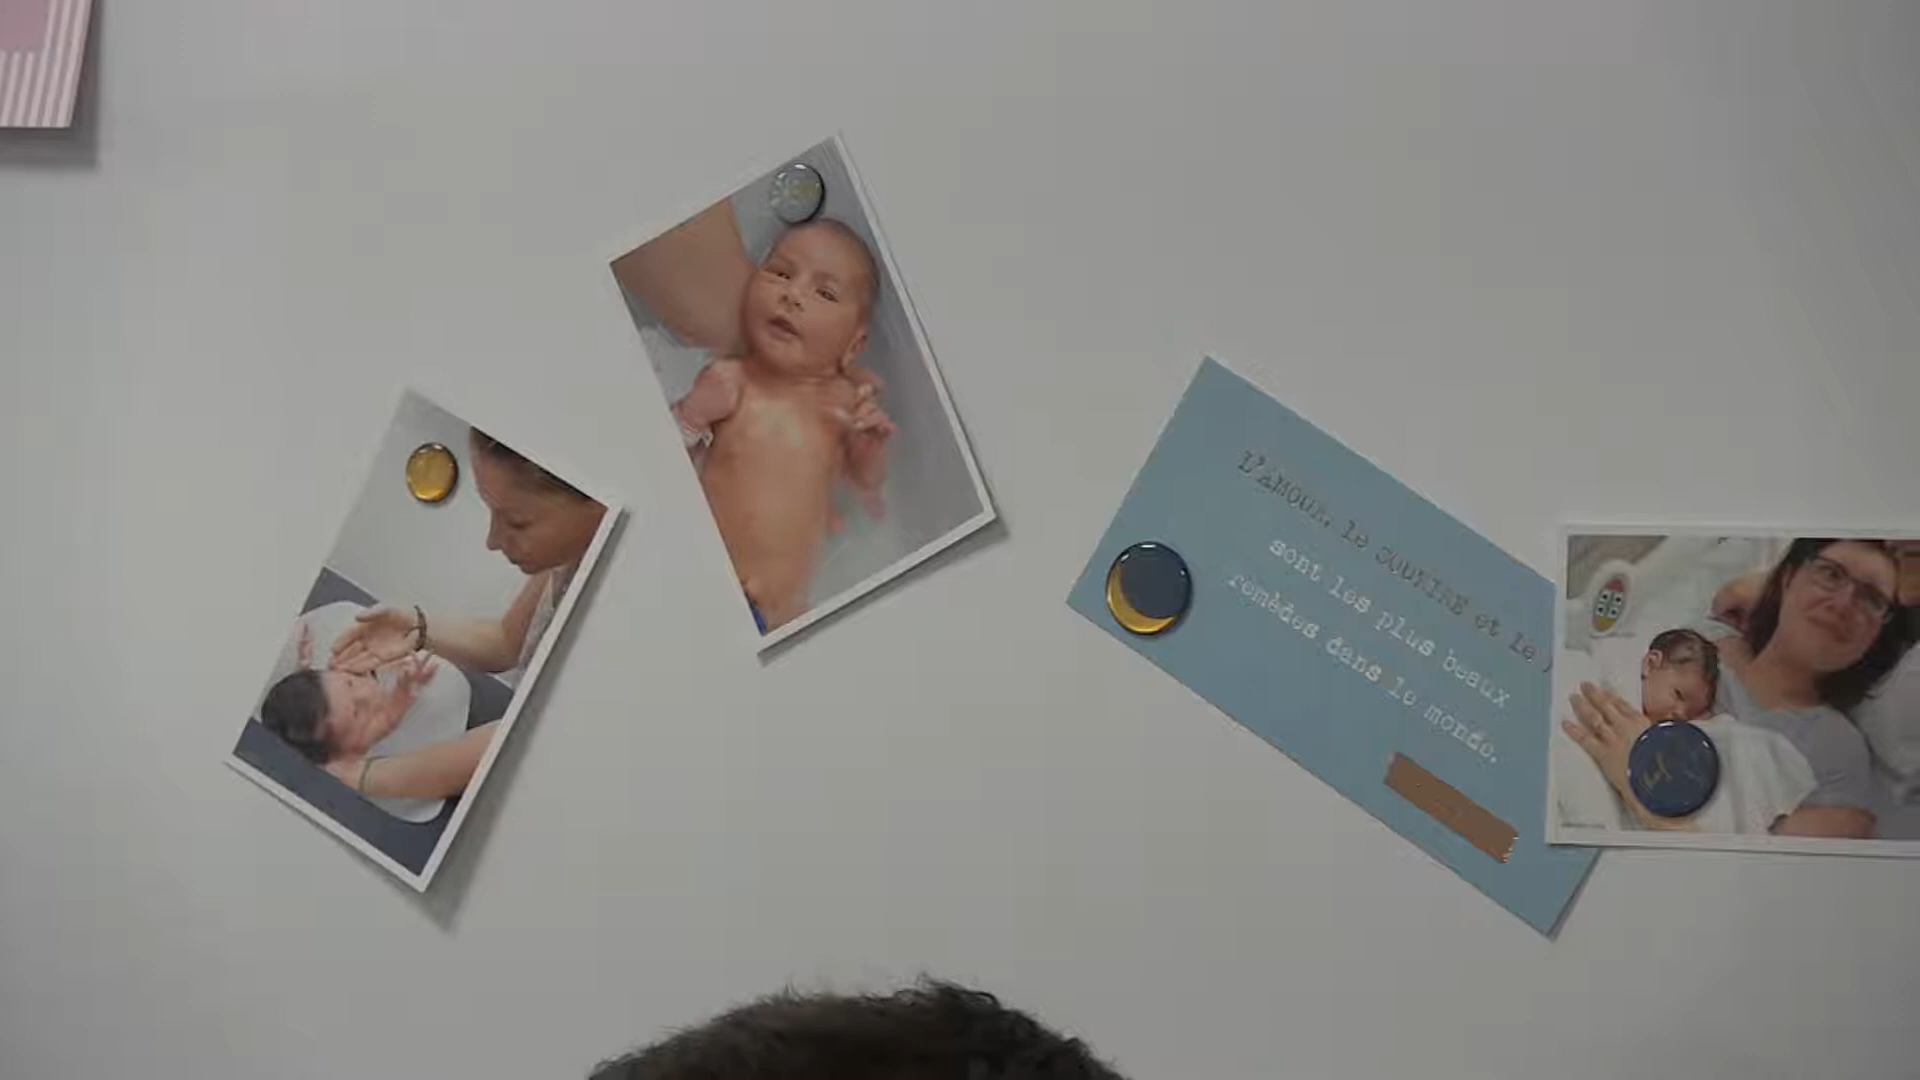 L'AMOUR, le SOURIRE et le
sont les plus beaux
remèdes dans le monde.